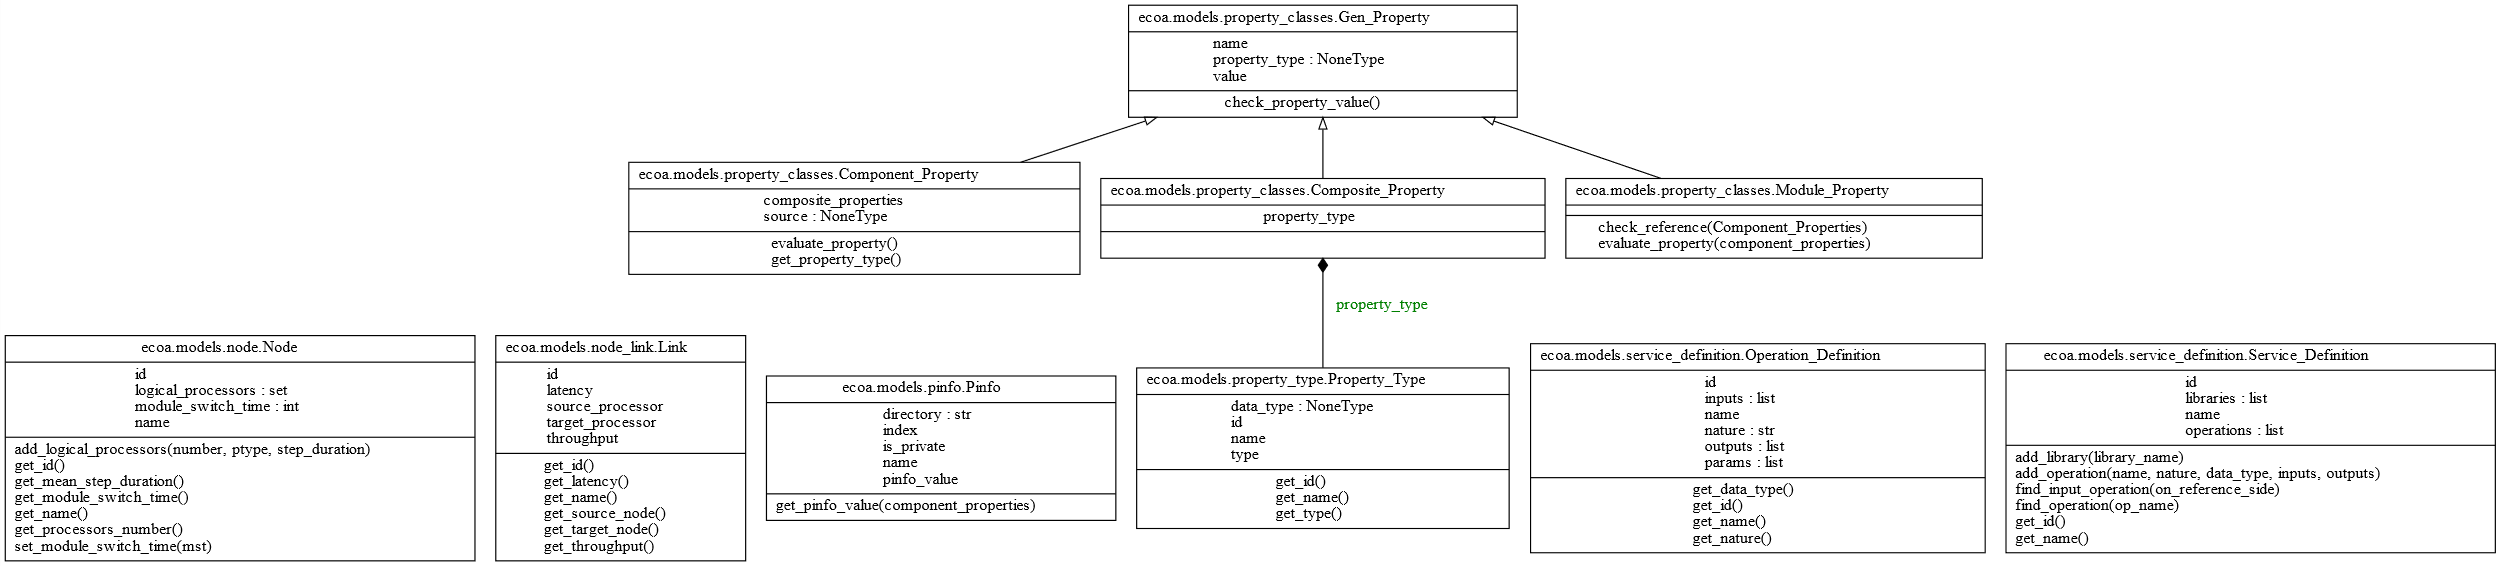 ecoa.models.property_classes.Gen_Property
name
property_type : NoneType
value
check_property_value()
ecoa.models.property_classes.Component_Property
composite_properties
source : NoneType
evaluate_property()
get_property_type()
ecoa.models.property_classes.Composite_Property
property_type
ecoa.models.property_classes.Module_Property
check_reference(Component_Properties)
evaluate_property(component_properties)
property_type
ecoa.models.node.Node
id
logical_processors : set
module_switch_time : int
name
add_logical_processors(number, ptype, step_duration)
get_id()
get_mean_step_duration()
get_module_switch_time()
get_name()
get_processors_number()
set_module_switch_time(mst)
ecoa.models.node_link.Link
id
latency
source_processor
target_processor
throughput
get_id()
get_latency()
get_name()
get_source_node()
get_target_node()
get_throughput()
ecoa.models.pinfo.Pinfo
directory : str
index
is_private
name
pinfo_value
get_pinfo_value(component_properties)
ecoa.models.property_type.Property_Type
data_type : NoneType
id
name
type
get_id()
get_name()
get_type()
ecoa.models.service_definition.Operation_Definition
id
inputs : list
name
nature : str
outputs : list
params : list
get_data_type()
get_id()
get_name()
get_nature()
ecoa.models.service_definition.Service_Definition
id
libraries : list
name
operations : list
add_library(library_name)
add_operation(name, nature, data_type, inputs, outputs)
find_input_operation(on_reference_side)
find_operation(op_name)
get_id()
get_name()